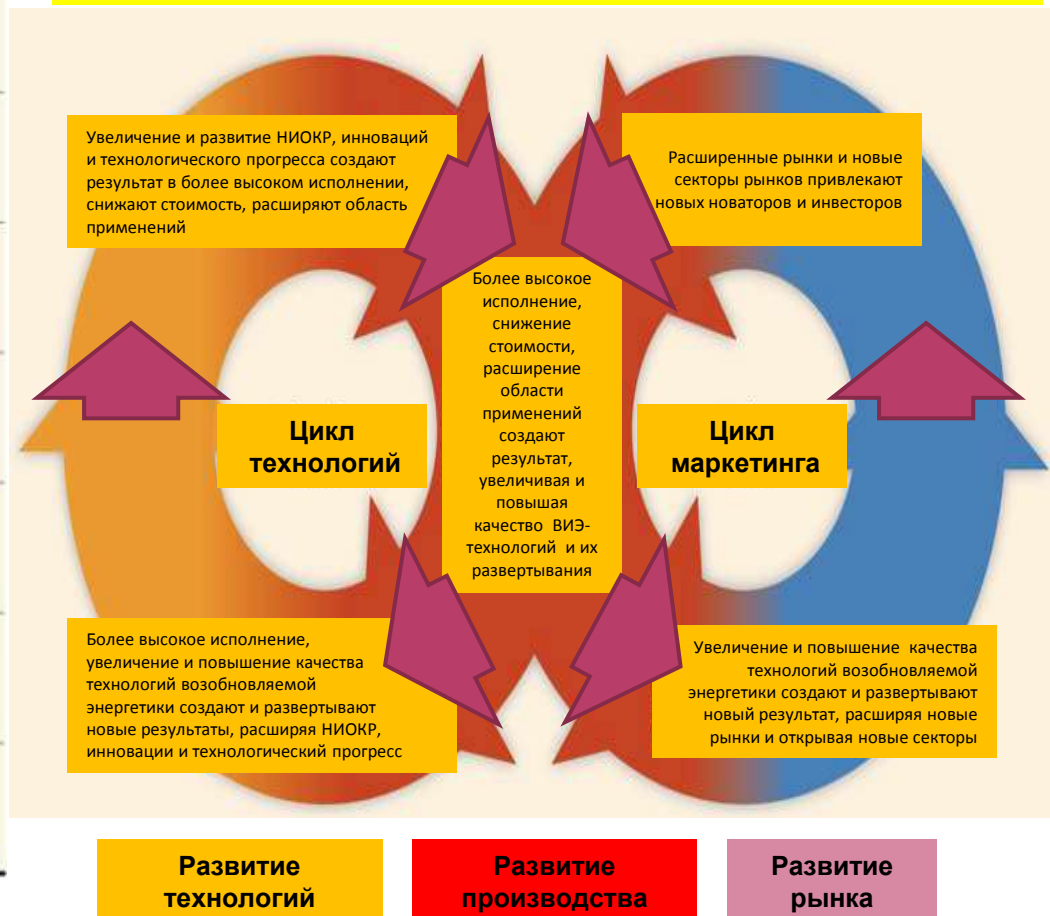 Увеличение и развитие НИОКР, инноваций
и технологического прогресса создают
результат в более высоком исполнении,
снижают стоимость, расширяют область
применений
Расширенные рынки и новые
секторы рынков привлекают
новых новаторов и инвесторов
Более высокое
исполнение,
снижение
стоимости,
расширение
области
применений
создают
результат,
увеличивая и
повышая
качество ВИЭ-
технологий и их
развертывания
Цикл
технологий
Цикл
маркетинга
Более высокое исполнение,
увеличение и повышение качества
технологий возобновляемой
энергетики создают и развертывают
новые результаты, расширяя НИОКР,
инновации и технологический прогресс
Увеличение и повышение качества
технологий возобновляемой
энергетики создают и развертывают
новый результат, расширяя новые
рынки и открывая новые секторы
Развитие
технологий
Развитие
производства
Развитие
рынка